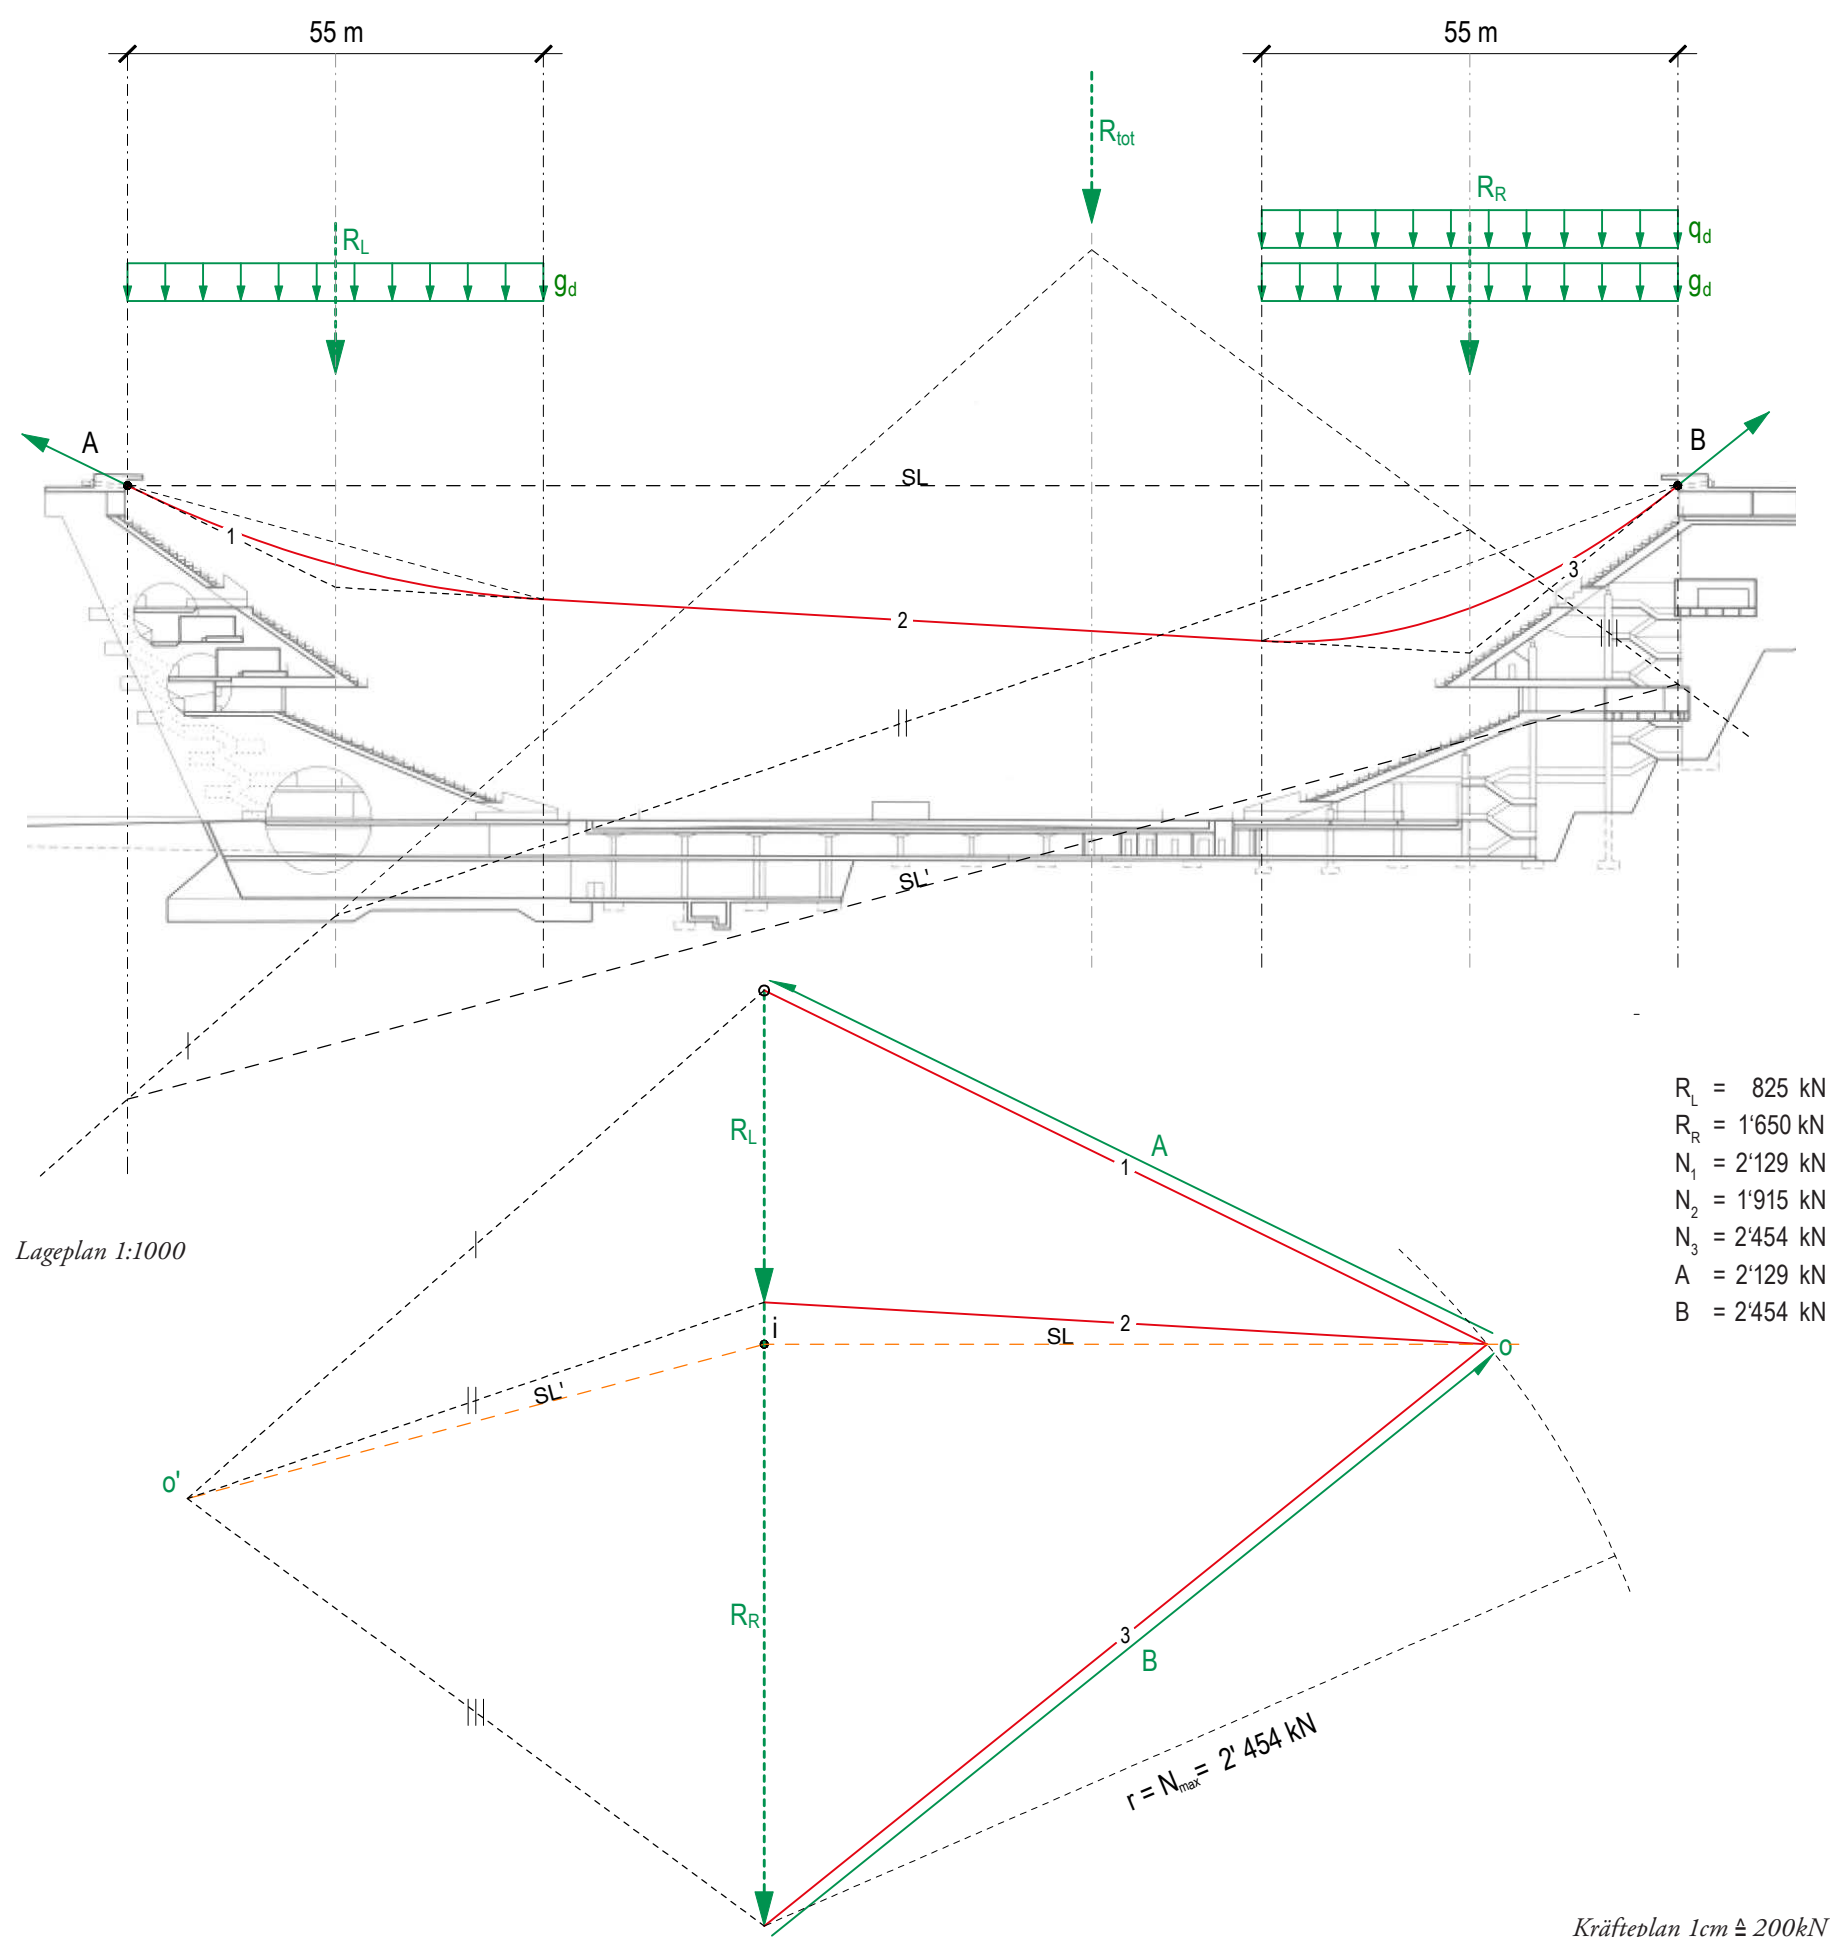 55 m
55 m
Rtot
RR
RL
qd
gd
gd
A
B
SL
1
3
2
SL'
RL
A
1
RL = 825 kN
RR = 1'650 kN
N1 = 2'129 kN
N2 = 1'915 kN
N3 = 2'454 kN
A = 2'129 kN
B = 2'454 kN
Lageplan 1:1000
i
2
SL
o
SL'
o'
RR
3
B
r = Nmax= 2' 454 kN
Kräfteplan 1cm ≙ 200kN